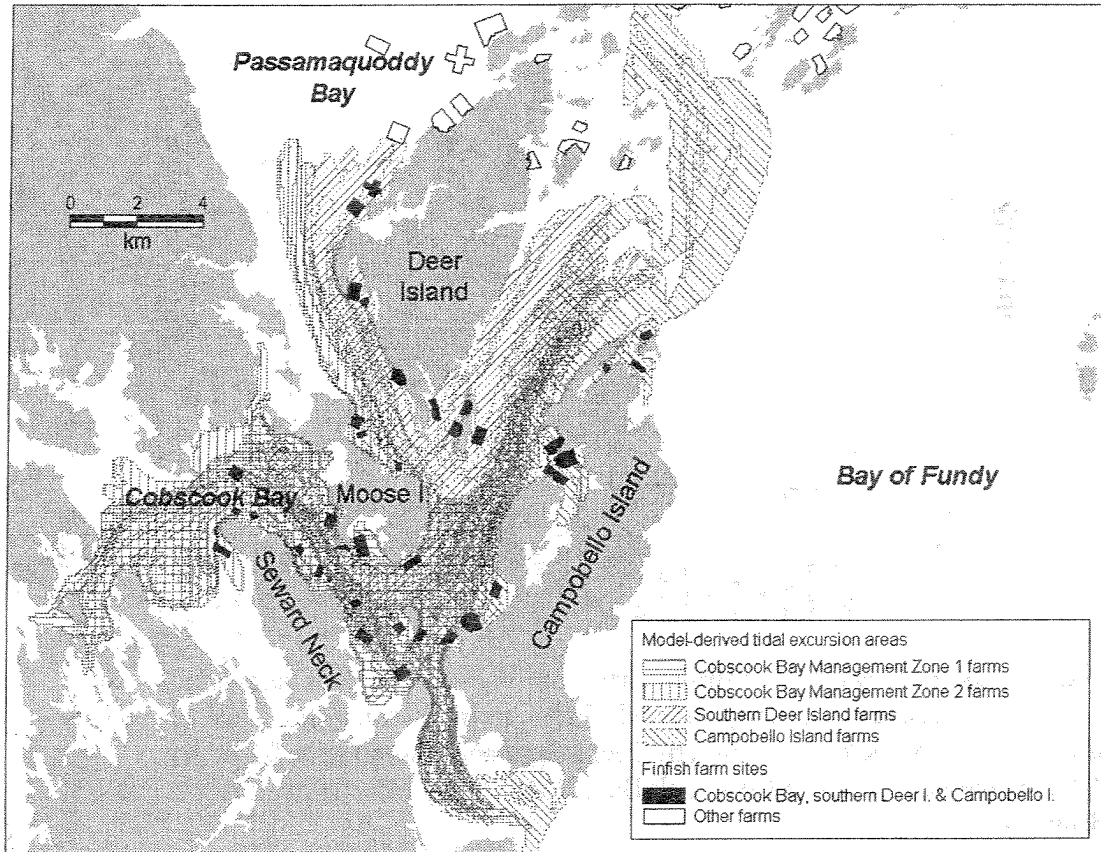 Passamaquoddy
Bay
0 2 4
km
Deer
Island
Cobscook Bay
Moose I.
Seward Neck
Campobello Island
Bay of Fundy
Model-derived tidal excursion areas
Cobscook Bay Management Zone 1 farms
Cobscook Bay Management Zone 2 farms
Southern Deer Island farms
Campobello Island farms
Finfish farm sites
Cobscook Bay, southern Deer I. & Campobello I.
Other farms